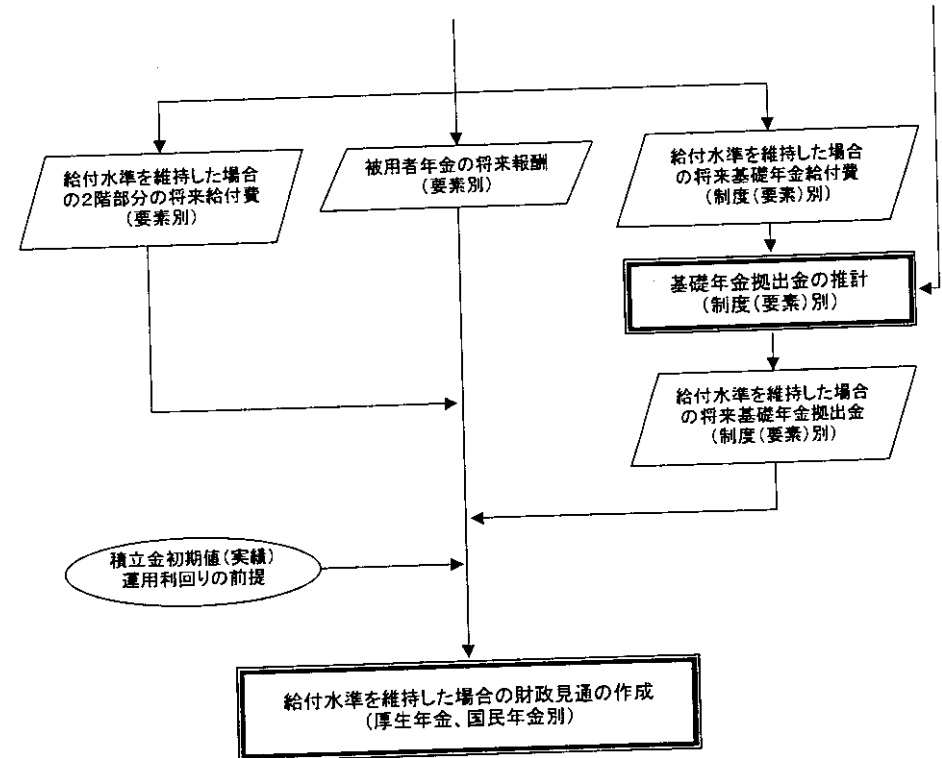 給付水準を維持した場合
の2階部分の将来給付費
(要素別)
被用者年金の将来報酬
(要素別)
給付水準を維持した場合
の将来基礎年金給付費
(制度(要素)別)
基礎年金拠出金の推計
(制度(要素)別)
給付水準を維持した場合
の将来基礎年金拠出金
(制度(要素)別)
積立金初期値(実績)
運用利回りの前提
給付水準を維持した場合の財政見通の作成
(厚生年金、国民年金別)